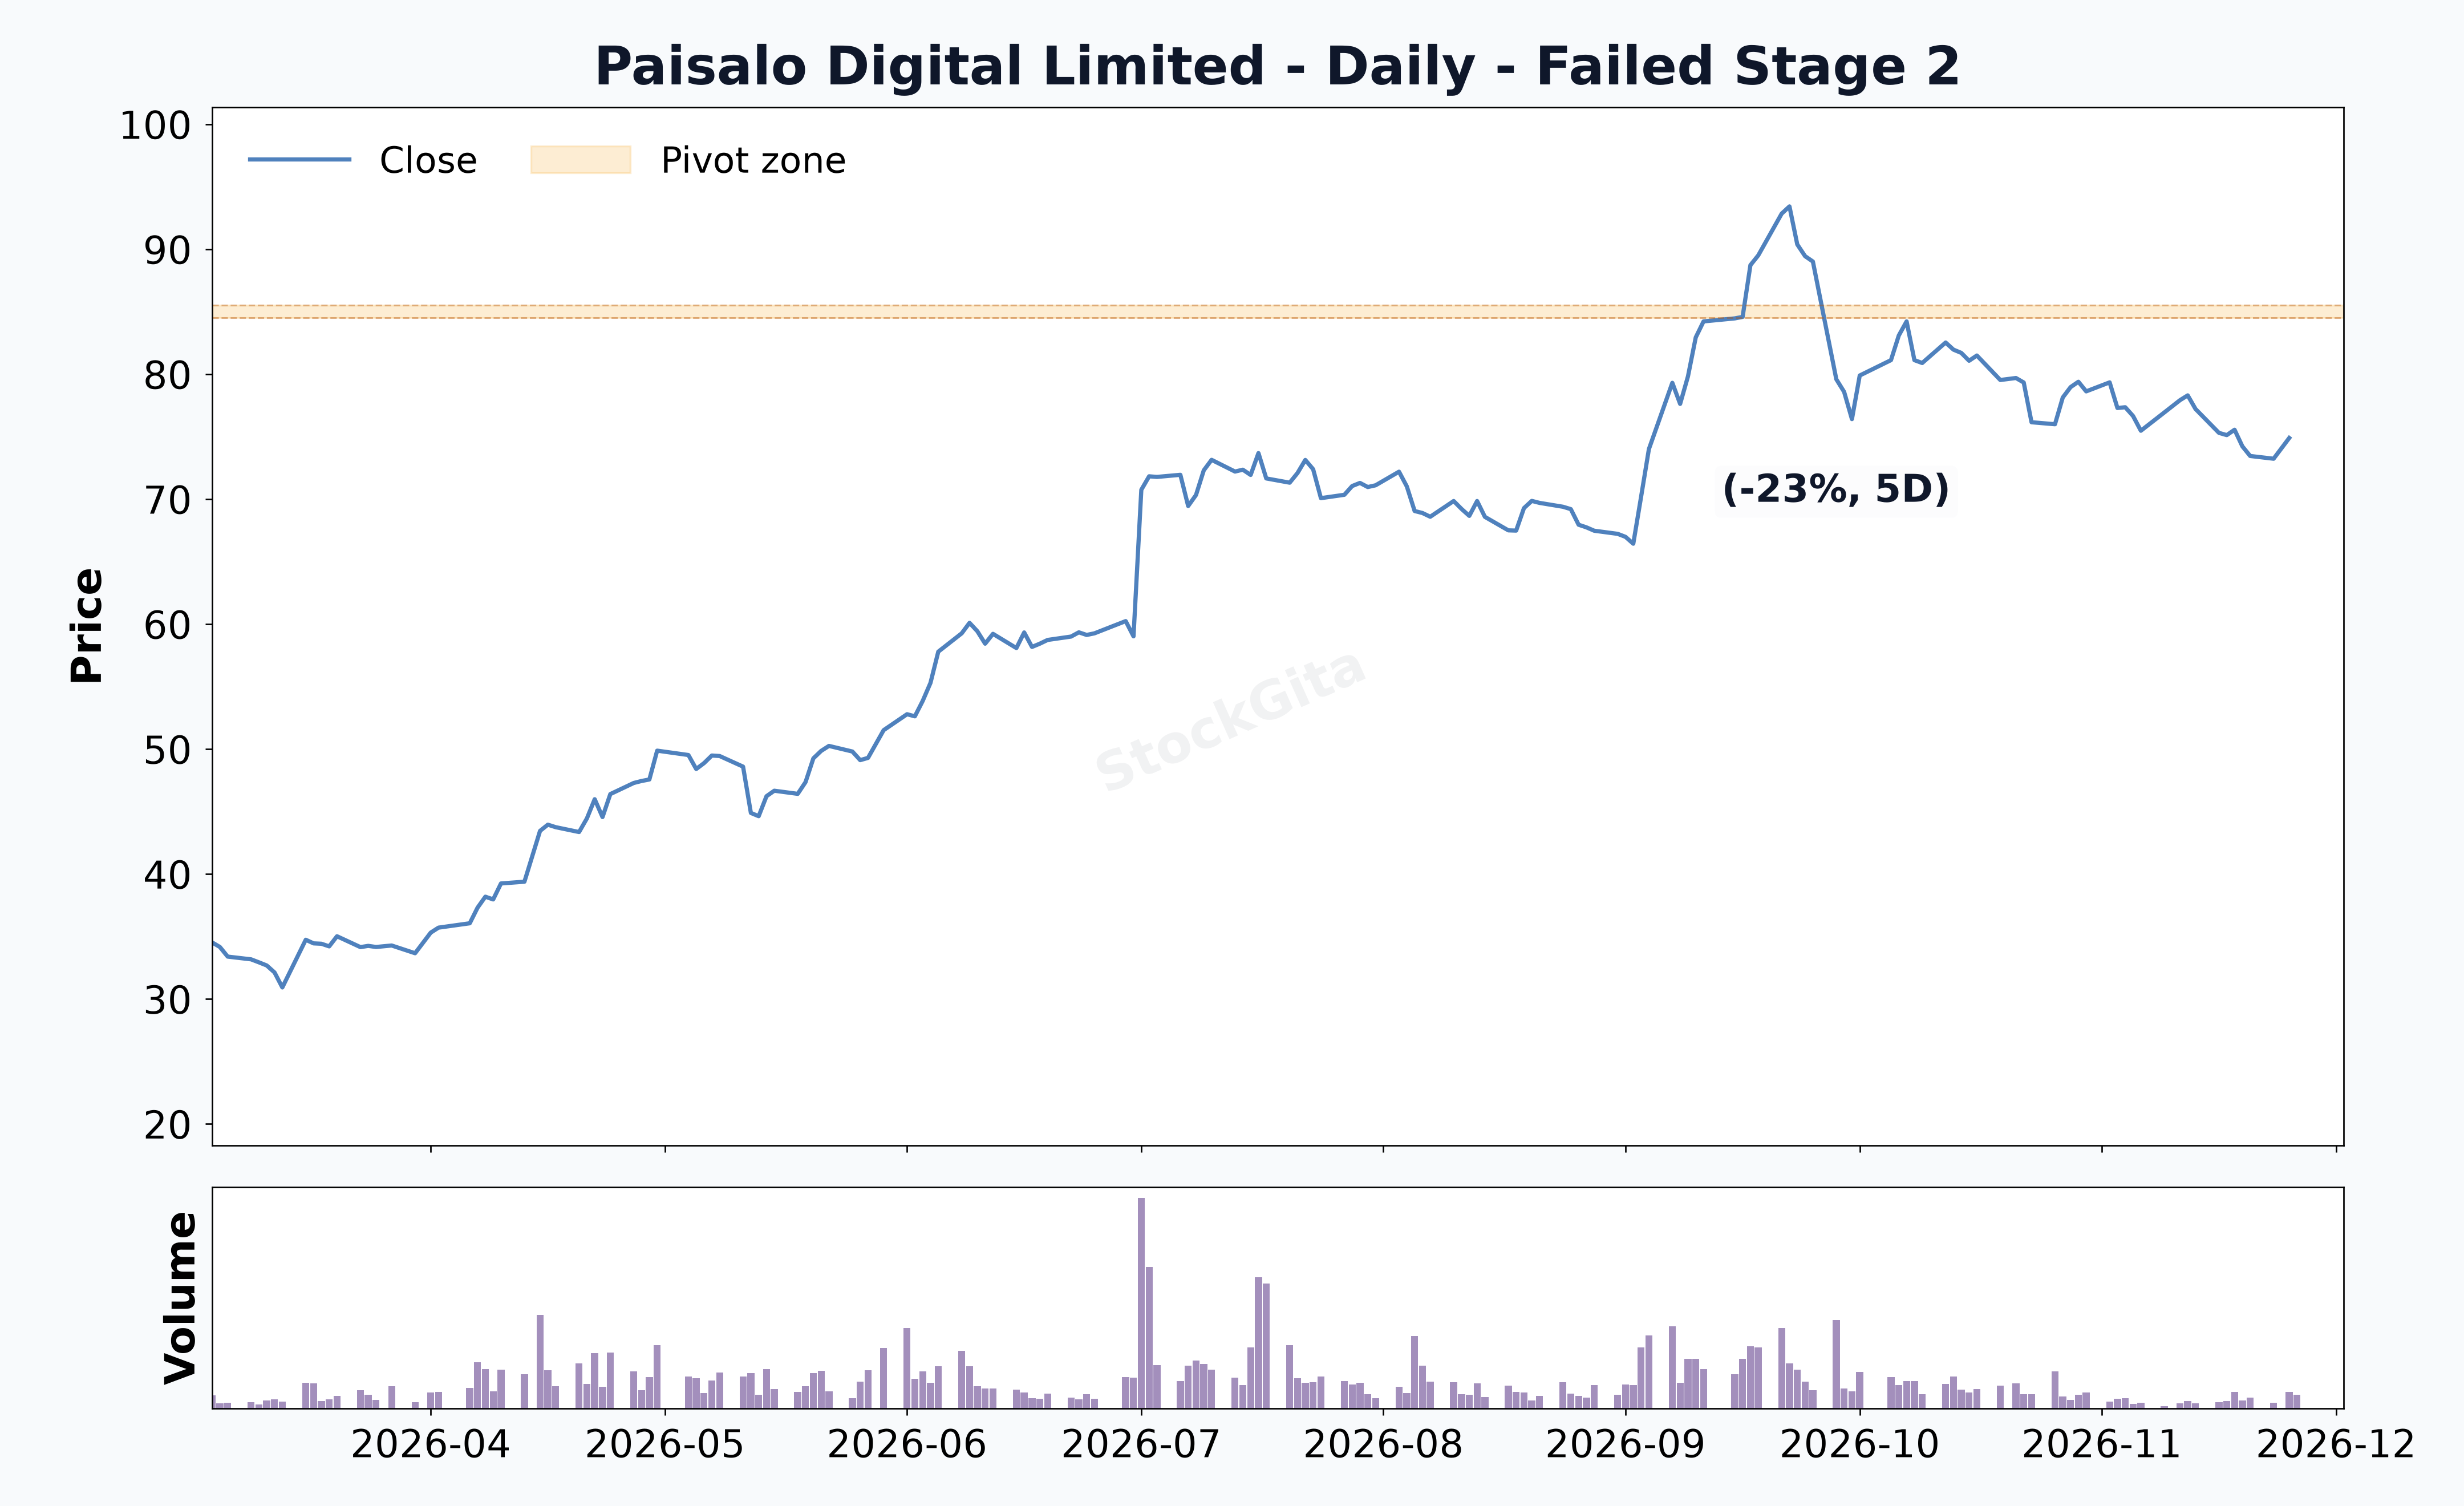 Paisalo Digital Limited - Daily - Failed Stage 2
Close
Pivot zone
100
90
80
70
60
50
40
30
20
Price
(-23%, 5D)
StockGita
Volume
2026-04
2026-05
2026-06
2026-07
2026-08
2026-09
2026-10
2026-11
2026-12